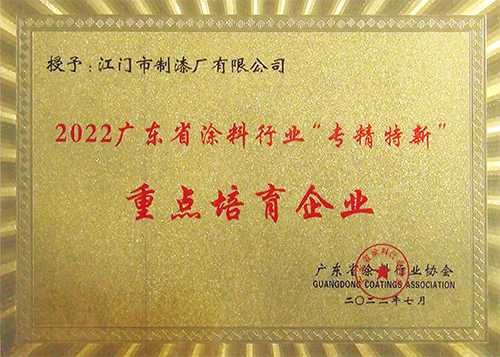 授予：江门市制漆厂有限公司
2022广东省涂料行业“专精特新”
重点培育企业
广东省涂料行业协会
GUANGDONG COATINGS ASSOCIATION
二〇二二年七月